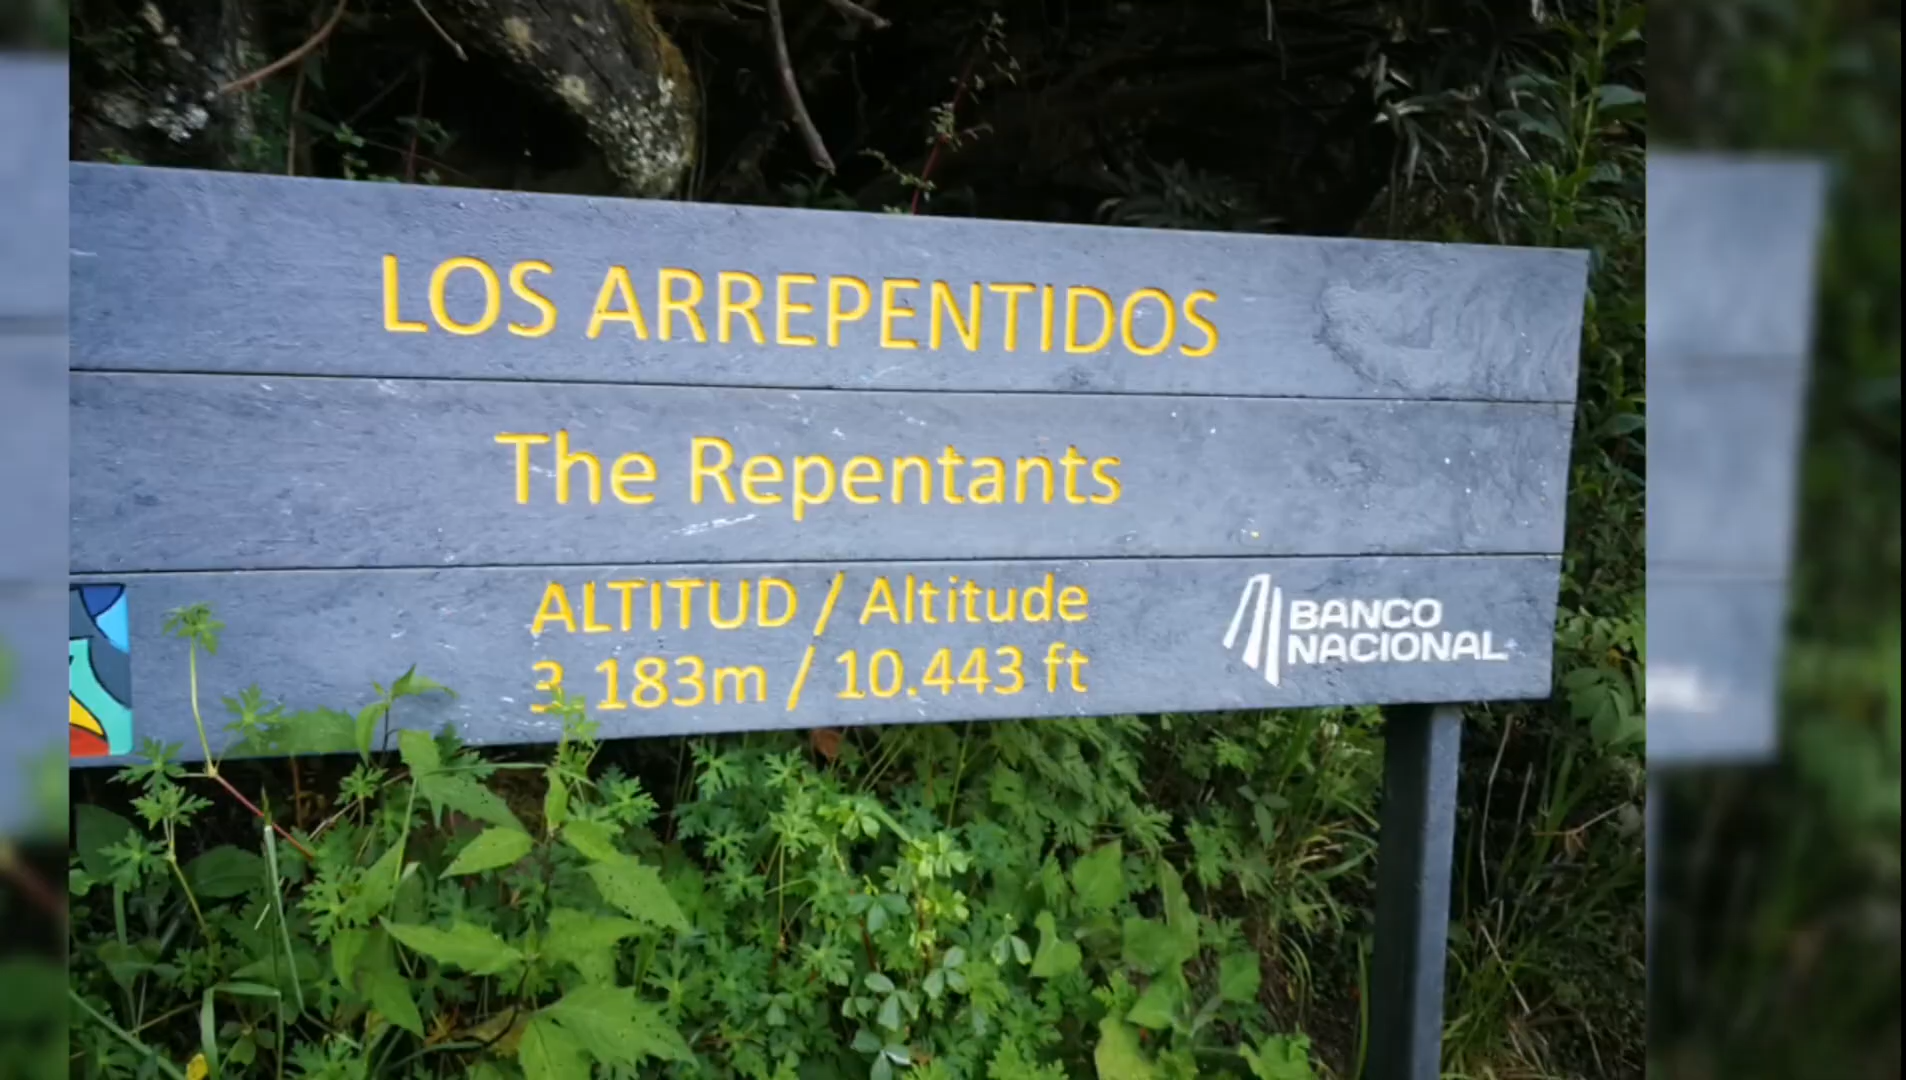 LOS ARREPENTIDOS
The Repentants
ALTITUD / Altitude
3.183m / 10.443 ft
BANCO
NACIONAL